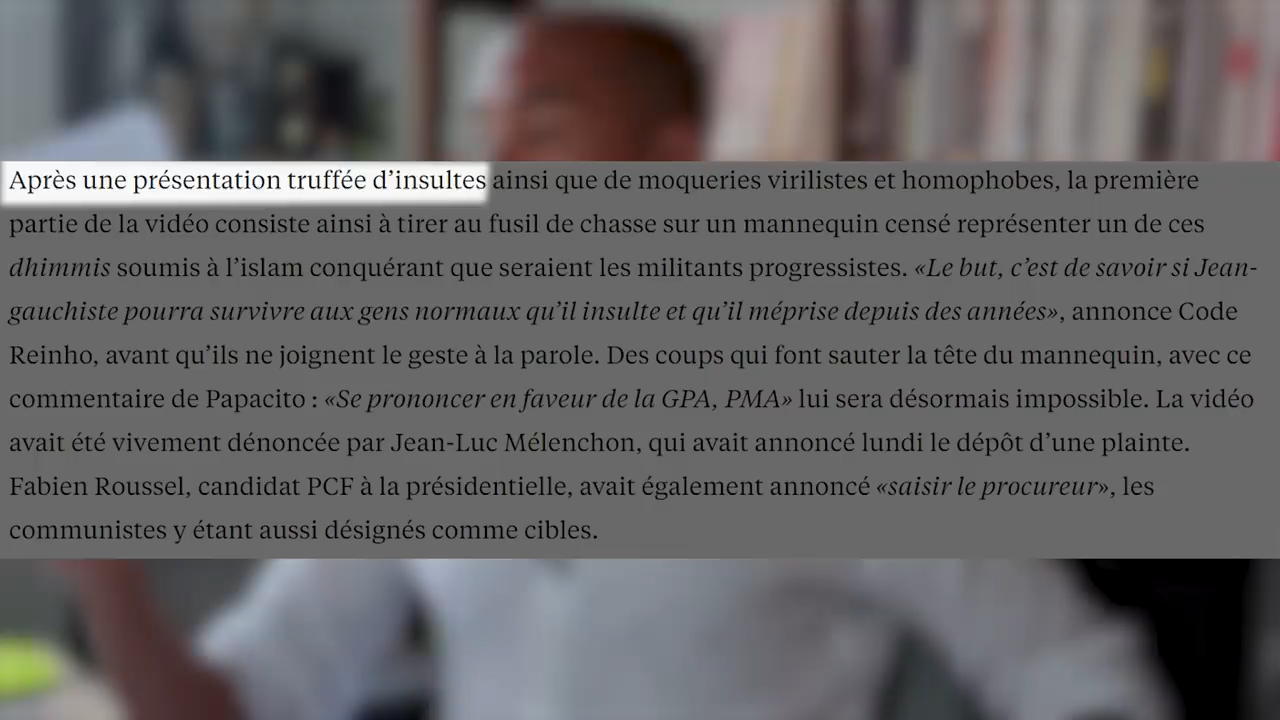 Après une présentation truffée d’insultes ainsi que de moqueries virilistes et homophobes, la première
partie de la vidéo consiste ainsi à tirer au fusil de chasse sur un mannequin censé représenter un de ces
dhimmis soumis à l’islam conquérant que seraient les militants progressistes. «Le but, c’est de savoir si Jean-
gauchiste pourra survivre aux gens normaux qu’il insulte et qu’il méprise depuis des années», annonce Code
Reinho, avant qu’ils ne joignent le geste à la parole. Des coups qui font sauter la tête du mannequin, avec ce
commentaire de Papacito : «Se prononcer en faveur de la GPA, PMA» lui sera désormais impossible. La vidéo
avait été vivement dénoncée par Jean-Luc Mélenchon, qui avait annoncé lundi le dépôt d’une plainte.
Fabien Roussel, candidat PCF à la présidentielle, avait également annoncé «saisir le procureur», les
communistes y étant aussi désignés comme cibles.